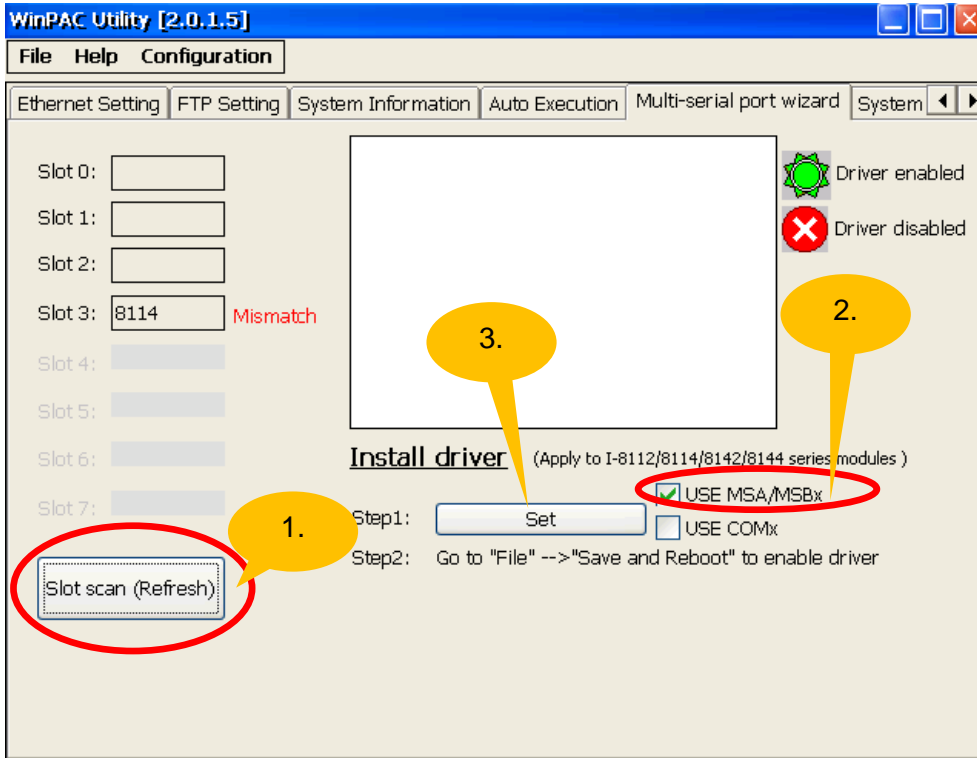 WinPAC Utility [2.0.1.5]
File Help Configuration
Ethernet Setting FTP Setting System Information Auto Execution Multi-serial port wizard System
Slot 0:
Slot 1:
Slot 2:
Slot 3: 8114 Mismatch
Slot 4:
Slot 5:
Slot 6:
Slot 7:
Slot scan (Refresh)
1.
Driver enabled
Driver disabled
2.
3.
Install driver (Apply to I-8112/8114/8142/8144 series modules )
Step1: Set
USE MSA/MSBx
USE COMx
Step2: Go to "File" -->"Save and Reboot" to enable driver